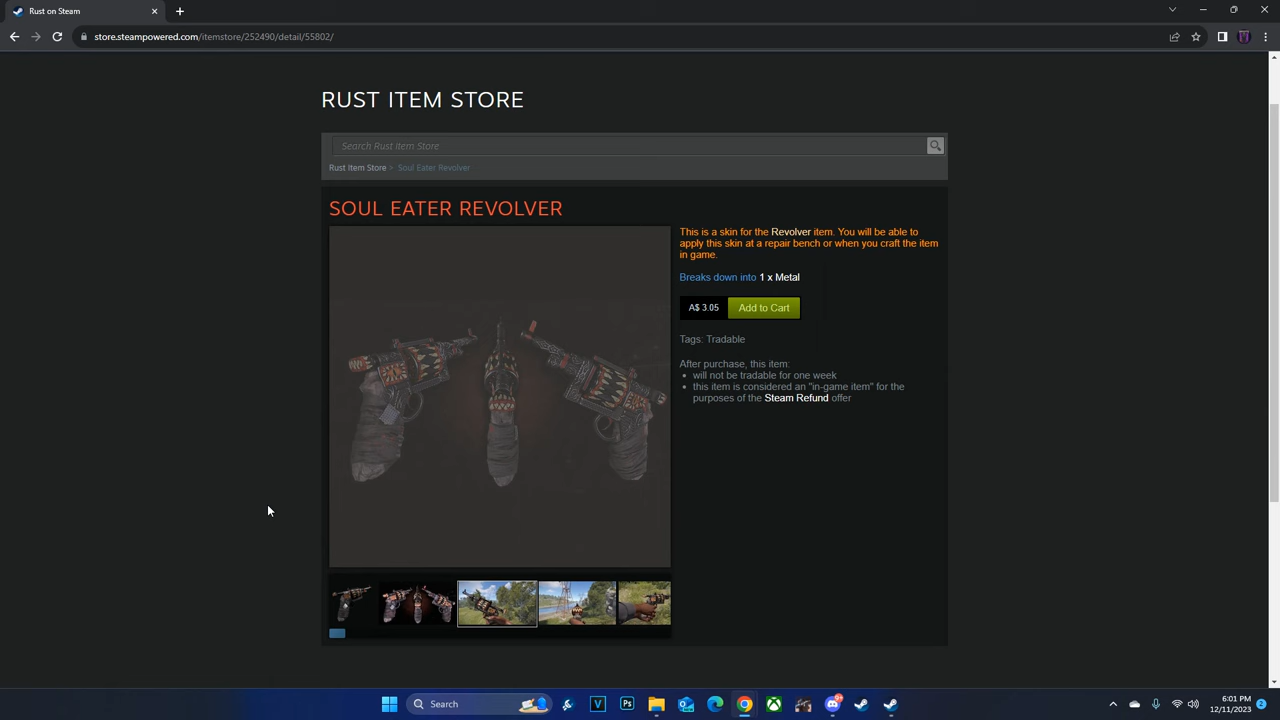 Rust on Steam
store.steampowered.com/itemstore/252490/detail/55802/
RUST ITEM STORE
Search Rust Item Store
Rust Item Store > Soul Eater Revolver
SOUL EATER REVOLVER
This is a skin for the Revolver item. You will be able to
apply this skin at a repair bench or when you craft the item
in game.
Breaks down into 1 x Metal
A$ 3.05 Add to Cart
Tags: Tradable
After purchase, this item:
• will not be tradable for one week
• this item is considered an "in-game item" for the
purposes of the Steam Refund offer
Search
V
Ps
9+
6:01 PM
12/11/2023
2